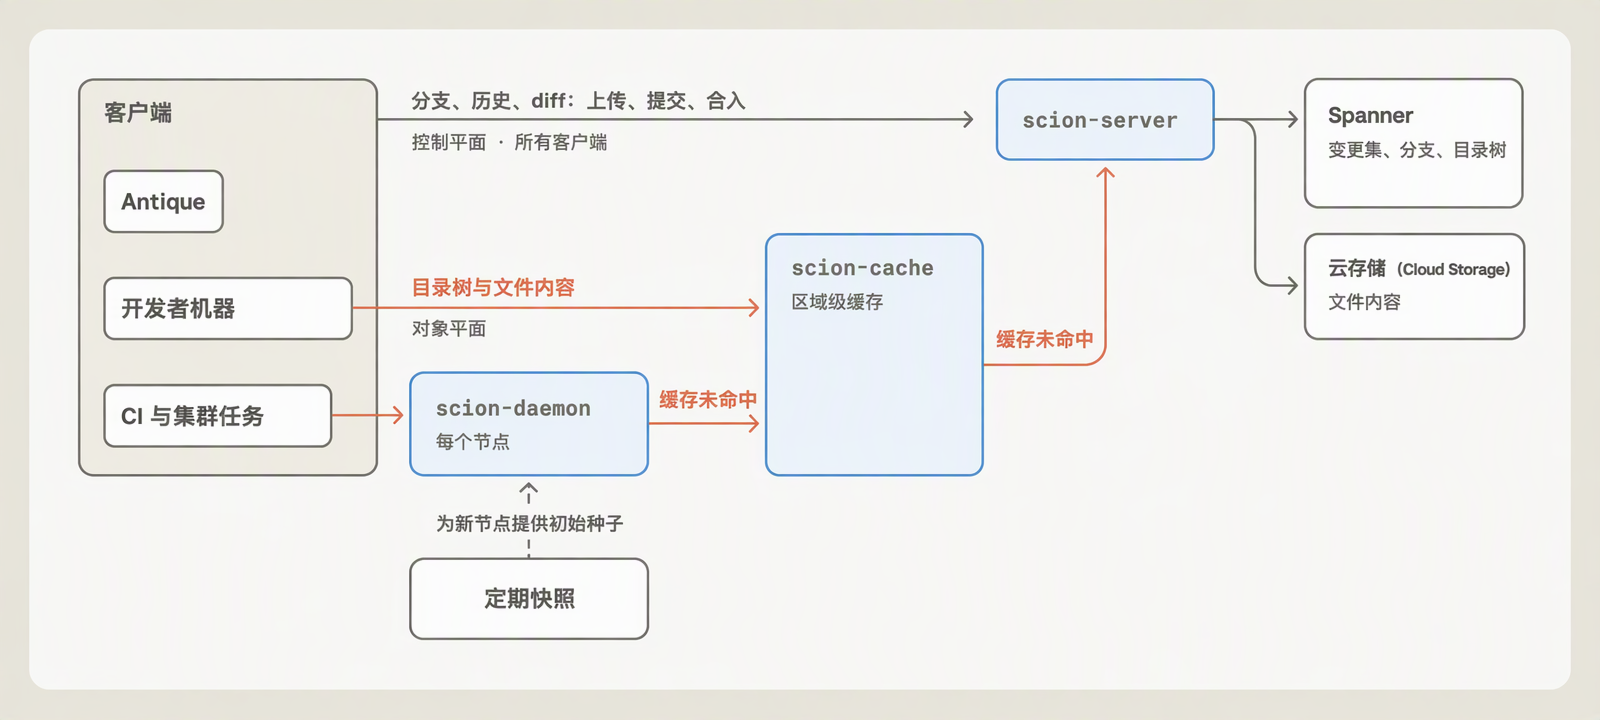 客户端
Antique
开发者机器
CI 与集群任务
分支、历史、diff：上传、提交、合入
控制平面 · 所有客户端
目录树与文件内容
对象平面
scion-daemon
每个节点
缓存未命中
为新节点提供初始种子
定期快照
scion-cache
区域级缓存
缓存未命中
scion-server
Spanner
变更集、分支、目录树
云存储（Cloud Storage）
文件内容